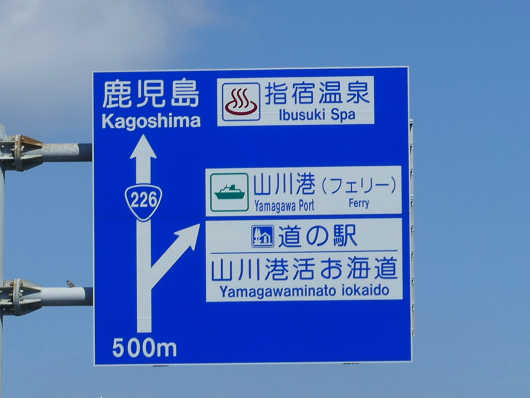 鹿児島
Kagoshima
指宿温泉
Ibusuki Spa
226
山川港（フェリー）
Yamagawa Port Ferry
道の駅
山川港活お海道
Yamagawaminato iokaido
500m